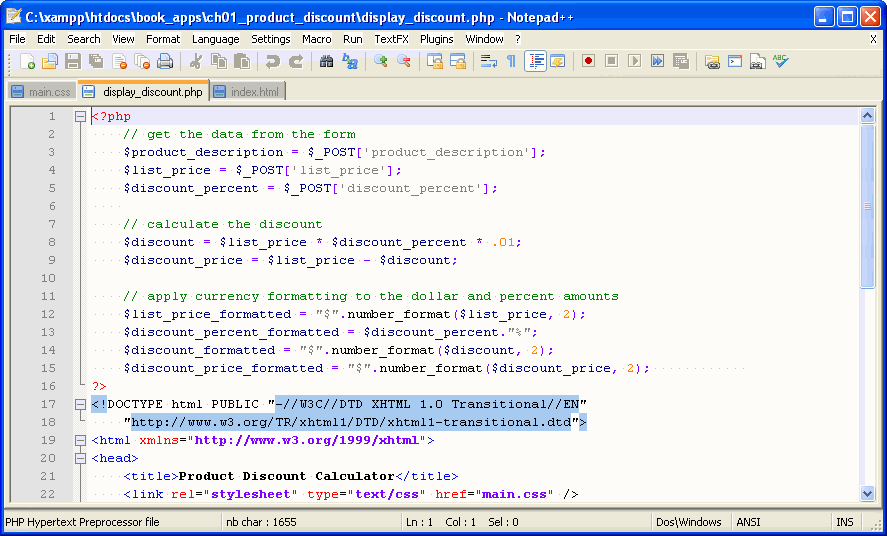 C:\xampp\htdocs\book_apps\ch01_product_discount\display_discount.php - Notepad++
File Edit Search View Format Language Settings Macro Run TextFX Plugins Window ? X
main.css display_discount.php index.html
1 <?php
2 // get the data from the form
3 $product_description = $_POST['product_description'];
4 $list_price = $_POST['list_price'];
5 $discount_percent = $_POST['discount_percent'];
6
7 // calculate the discount
8 $discount = $list_price * $discount_percent * .01;
9 $discount_price = $list_price - $discount;
10
11 // apply currency formatting to the dollar and percent amounts
12 $list_price_formatted = "$".number_format($list_price, 2);
13 $discount_percent_formatted = $discount_percent."%";
14 $discount_formatted = "$".number_format($discount, 2);
15 $discount_price_formatted = "$".number_format($discount_price, 2);
16 ?>
17 <!DOCTYPE html PUBLIC "-//W3C//DTD XHTML 1.0 Transitional//EN"
18 "http://www.w3.org/TR/xhtml1/DTD/xhtml1-transitional.dtd">
19 <html xmlns="http://www.w3.org/1999/xhtml">
20 <head>
21 <title>Product Discount Calculator</title>
22 <link rel="stylesheet" type="text/css" href="main.css" />
PHP Hypertext Preprocessor file nb char : 1655 Ln : 1 Col : 1 Sel : 0 Dos\Windows ANSI INS